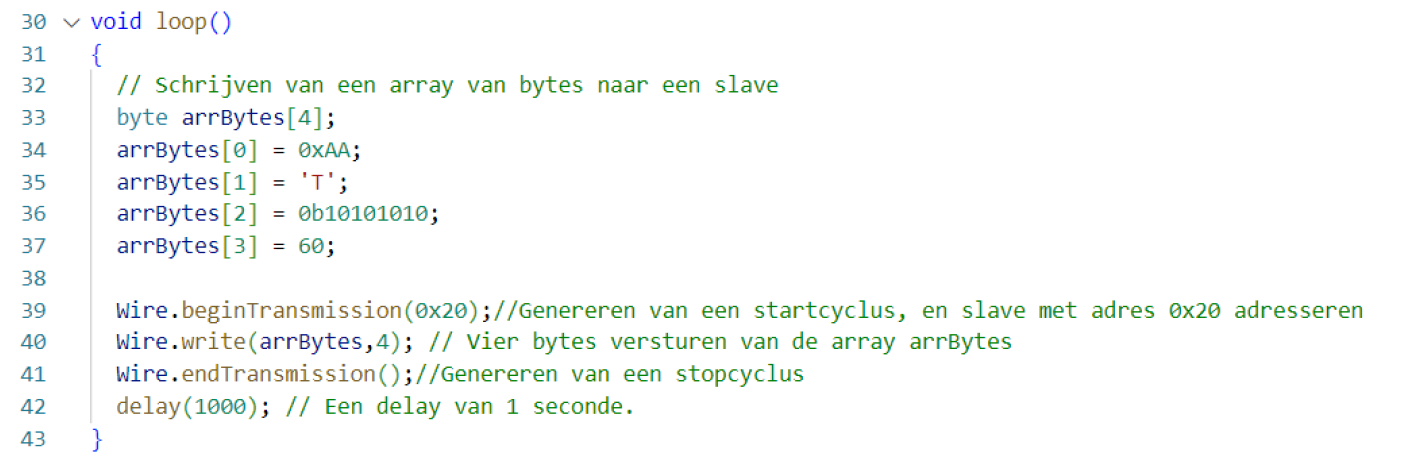 30 void loop()
31 {
32 // Schrijven van een array van bytes naar een slave
33 byte arrBytes[4];
34 arrBytes[0] = 0xAA;
35 arrBytes[1] = 'T';
36 arrBytes[2] = 0b10101010;
37 arrBytes[3] = 60;
38
39 Wire.beginTransmission(0x20);//Genereren van een startcyclus, en slave met adres 0x20 adresseren
40 Wire.write(arrBytes,4); // Vier bytes versturen van de array arrBytes
41 Wire.endTransmission();//Genereren van een stopcyclus
42 delay(1000); // Een delay van 1 seconde.
43 }